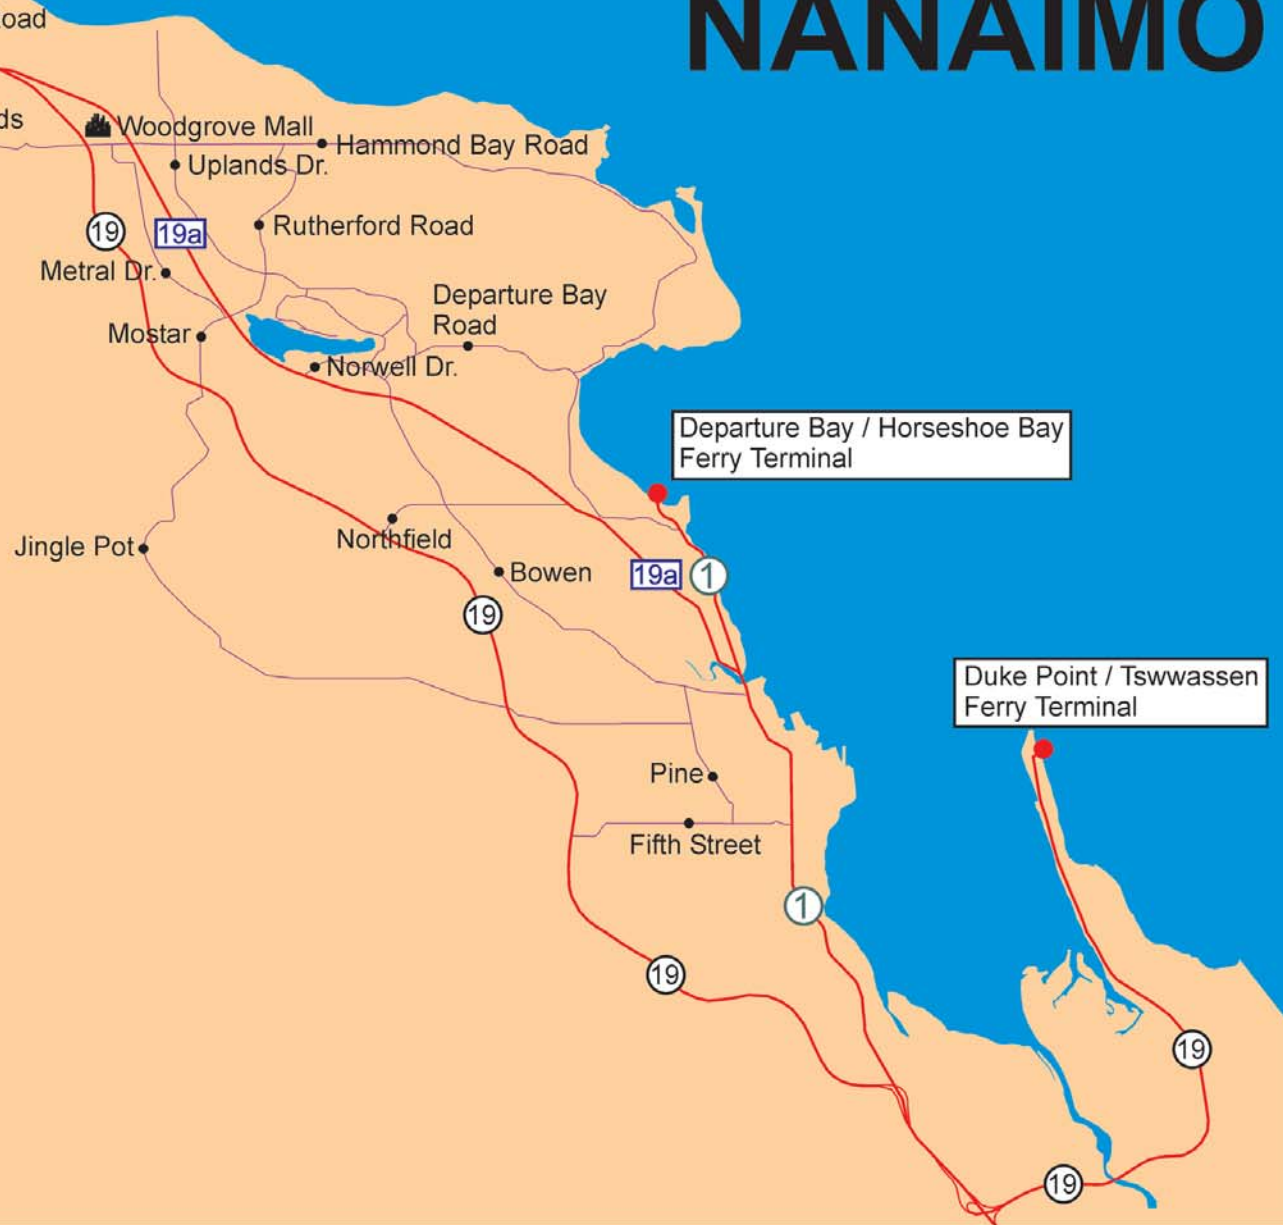 NANAIMO
oad
ds
Woodgrove Mall
Hammond Bay Road
Uplands Dr.
Rutherford Road
19
19a
Metral Dr.
Departure Bay
Road
Mostar
Norwell Dr.
Departure Bay / Horseshoe Bay
Ferry Terminal
Northfield
Jingle Pot
Bowen
19a
1
19
Duke Point / Tswwassen
Ferry Terminal
Pine
Fifth Street
1
19
19
19